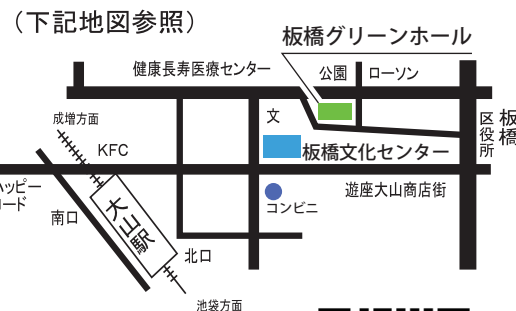 （下記地図参照）
板橋グリーンホール
健康長寿医療センター
公園
ローソン
成増方面
文
板橋
区役所
KFC
板橋文化センター
ハッピー
ロード
遊座大山商店街
コンビニ
南口
大山駅
北口
池袋方面